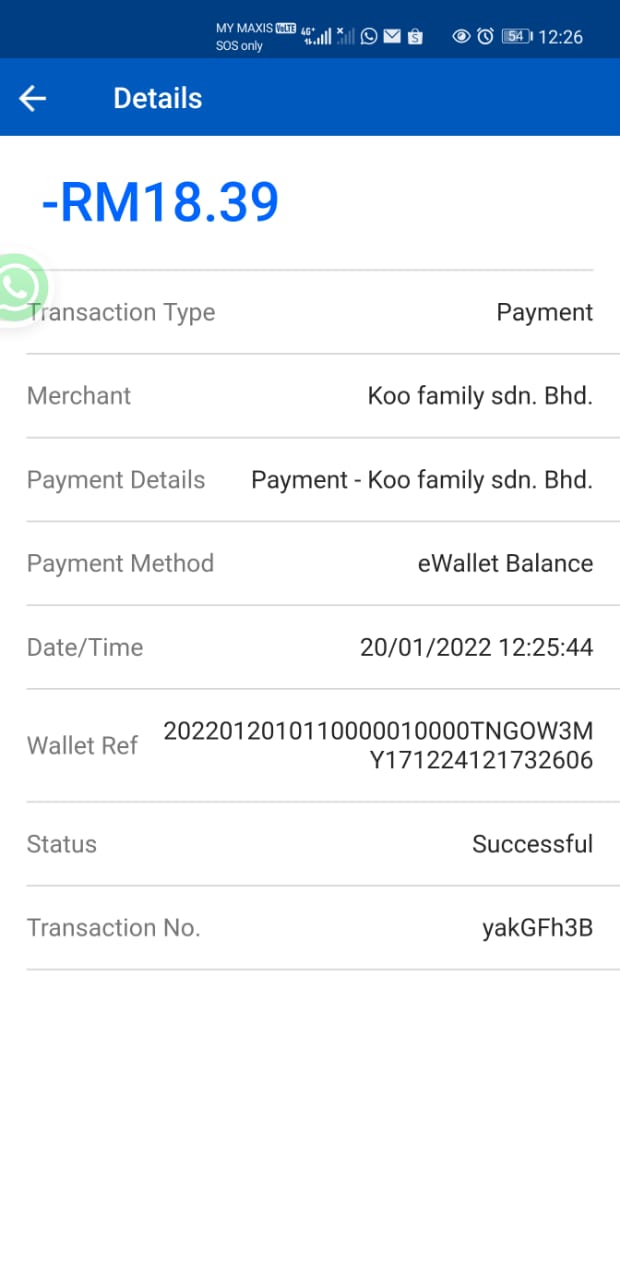 MY MAXIS VoLTE 4G+ 54 12:26
SOS only
Details
-RM18.39
Transaction Type Payment
Merchant Koo family sdn. Bhd.
Payment Details Payment - Koo family sdn. Bhd.
Payment Method eWallet Balance
Date/Time 20/01/2022 12:25:44
Wallet Ref 2022012010110000010000TNGOW3M
Y171224121732606
Status Successful
Transaction No. yakGFh3B